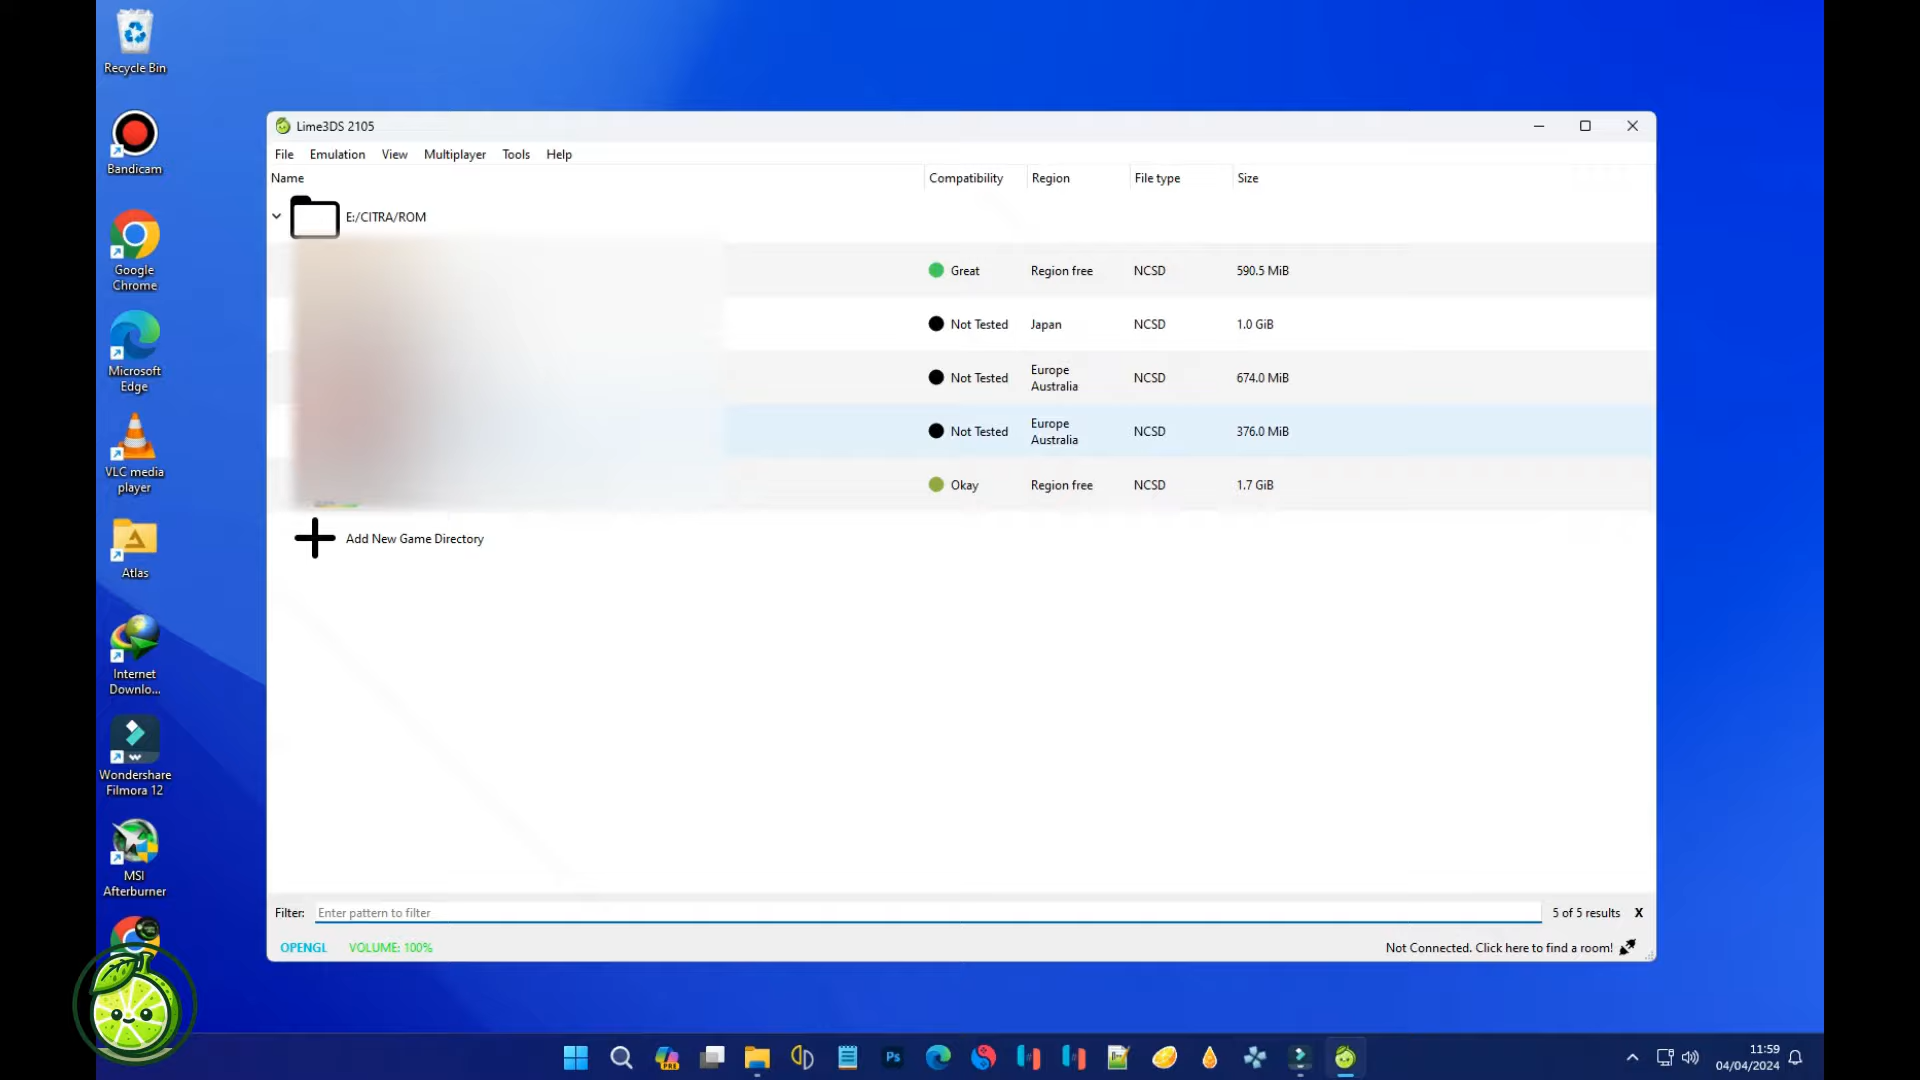 Recycle Bin
Bandicam
Google
Chrome
Microsoft
Edge
VLC media
player
Atlas
Internet
Downlo...
Wondershare
Filmora 12
MSI
Afterburner
Lime3DS 2105
File Emulation View Multiplayer Tools Help
Name Compatibility Region File type Size
E:/CITRA/ROM
Great Region free NCSD 590.5 MiB
Not Tested Japan NCSD 1.0 GiB
Not Tested Europe
Australia NCSD 674.0 MiB
Not Tested Europe
Australia NCSD 376.0 MiB
Okay Region free NCSD 1.7 GiB
Add New Game Directory
Filter: Enter pattern to filter 5 of 5 results X
OPENGL VOLUME: 100% Not Connected. Click here to find a room!
PRE
Ps
11:59
04/04/2024